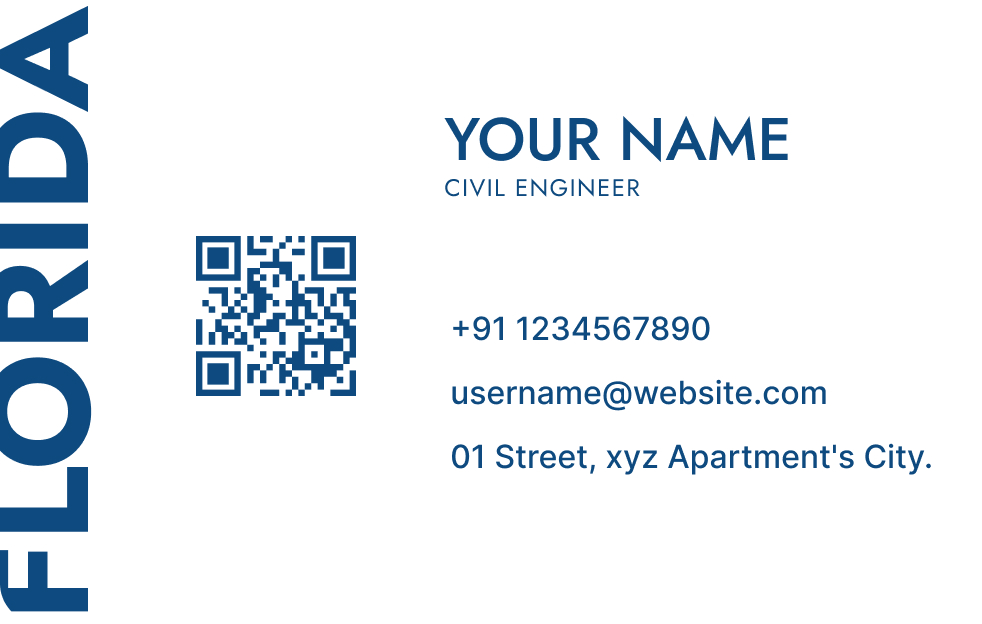 FLORIDA
YOUR NAME
CIVIL ENGINEER
+91 1234567890
username@website.com
01 Street, xyz Apartment's City.